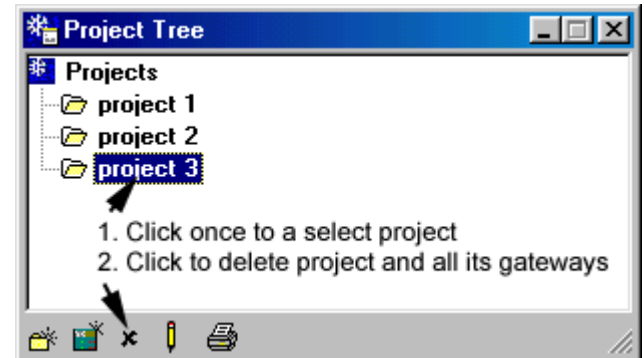 Project Tree
Projects
project 1
project 2
project 3
1. Click once to a select project
2. Click to delete project and all its gateways